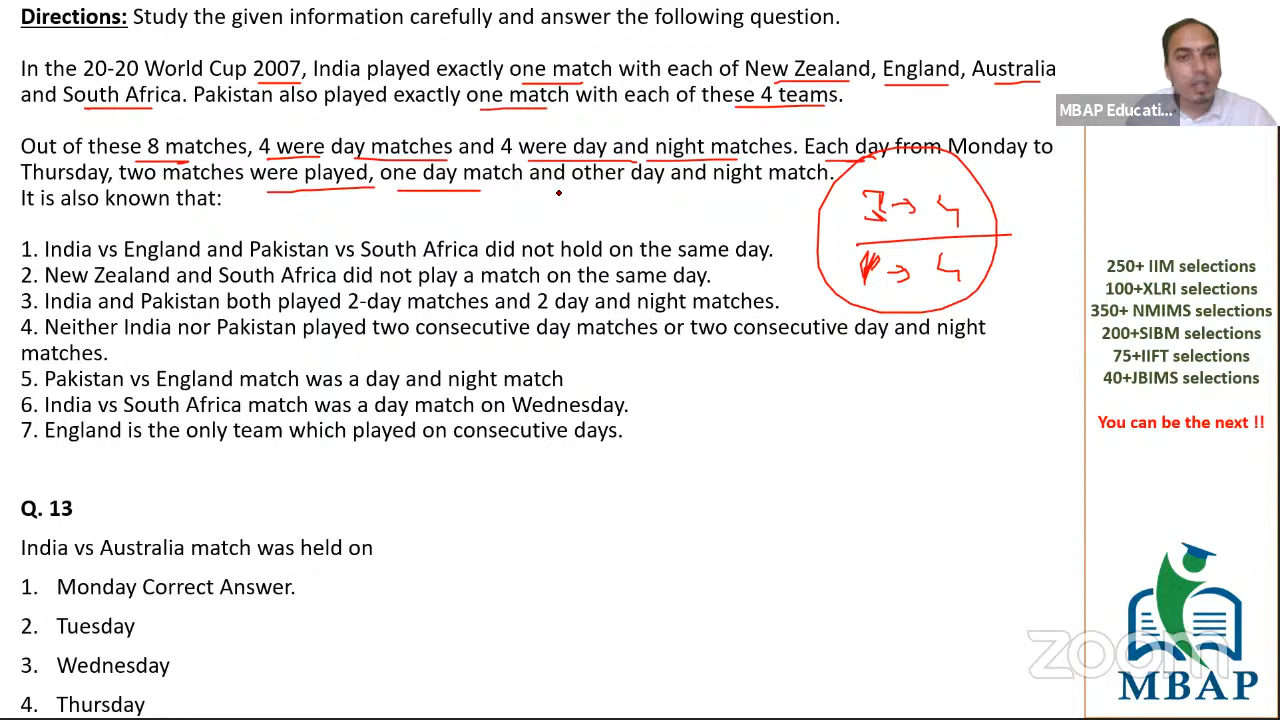 Directions: Study the given information carefully and answer the following question.
In the 20-20 World Cup 2007, India played exactly one match with each of New Zealand, England, Australia
and South Africa. Pakistan also played exactly one match with each of these 4 teams.
MBAP Educati...
Out of these 8 matches, 4 were day matches and 4 were day and night matches. Each day from Monday to
Thursday, two matches were played, one day match and other day and night match.
It is also known that:
I → 4
P → 4
1. India vs England and Pakistan vs South Africa did not hold on the same day.
2. New Zealand and South Africa did not play a match on the same day.
3. India and Pakistan both played 2-day matches and 2 day and night matches.
4. Neither India nor Pakistan played two consecutive day matches or two consecutive day and night
matches.
5. Pakistan vs England match was a day and night match
6. India vs South Africa match was a day match on Wednesday.
7. England is the only team which played on consecutive days.
250+ IIM selections
100+XLRI selections
350+ NMIMS selections
200+SIBM selections
75+IIFT selections
40+JBIMS selections
You can be the next !!
Q. 13
India vs Australia match was held on
1. Monday Correct Answer.
2. Tuesday
3. Wednesday
4. Thursday
zoom
MBAP